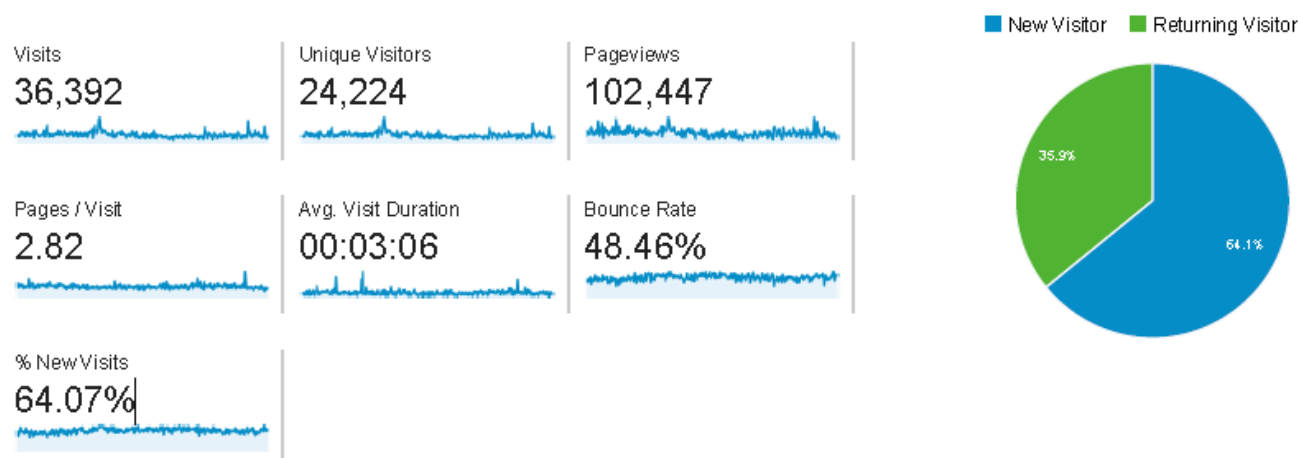 New Visitor Returning Visitor
Visits Unique Visitors Pageviews
36,392 24,224 102,447
35.9%
Pages / Visit Avg. Visit Duration Bounce Rate
2.82 00:03:06 48.46%
64.1%
% New Visits
64.07%